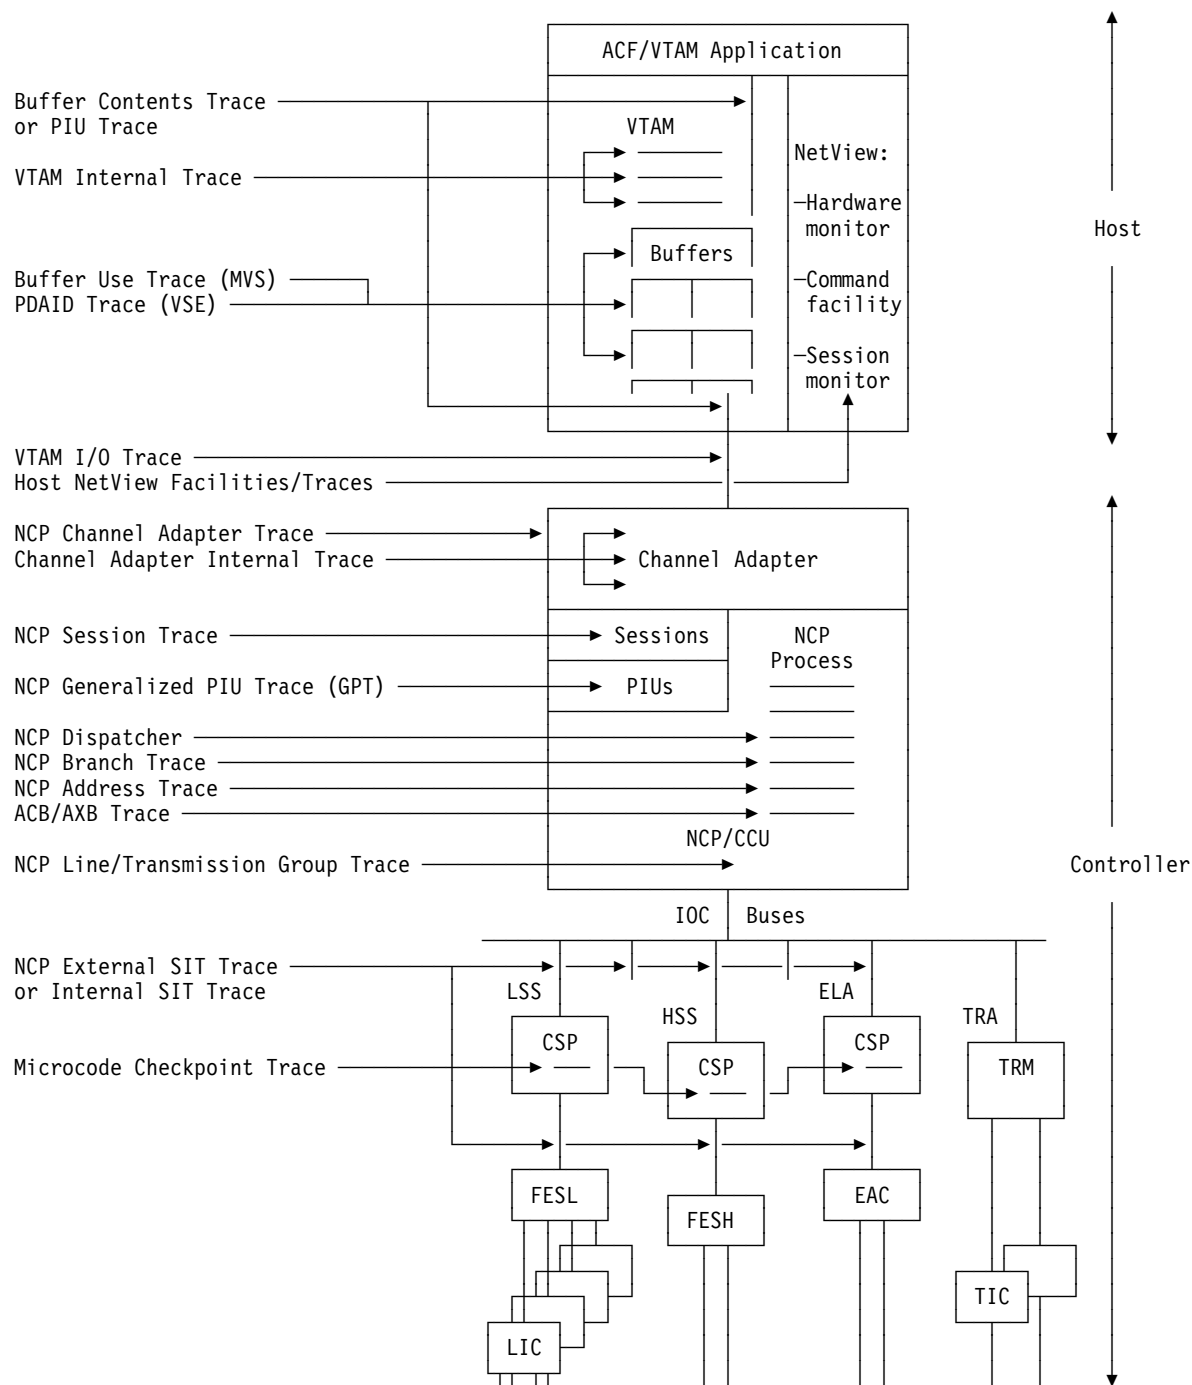 ACF/VTAM Application
Buffer Contents Trace
or PIU Trace
VTAM
NetView:
VTAM Internal Trace
—Hardware
monitor
Host
Buffers
Buffer Use Trace (MVS)
PDAID Trace (VSE)
—Command
facility
—Session
monitor
VTAM I/O Trace
Host NetView Facilities/Traces
NCP Channel Adapter Trace
Channel Adapter Internal Trace
Channel Adapter
NCP Session Trace
Sessions
NCP
Process
NCP Generalized PIU Trace (GPT)
PIUs
NCP Dispatcher
NCP Branch Trace
NCP Address Trace
ACB/AXB Trace
NCP/CCU
NCP Line/Transmission Group Trace
Controller
IOC Buses
NCP External SIT Trace
or Internal SIT Trace
LSS
HSS
ELA
TRA
CSP
CSP
CSP
TRM
Microcode Checkpoint Trace
FESL
FESH
EAC
TIC
LIC